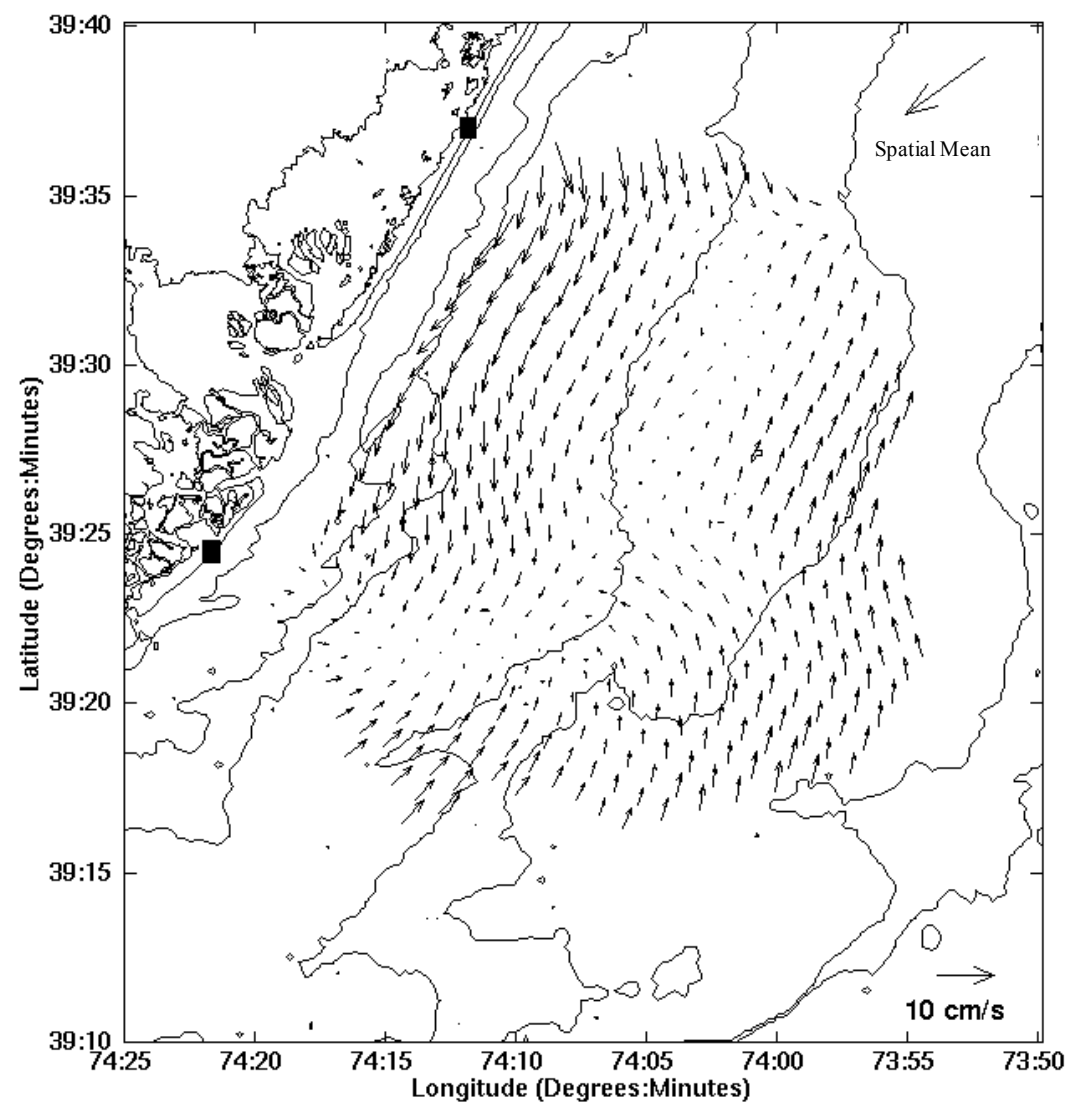 39:40
Spatial Mean
39:35
39:30
39:25
39:20
39:15
39:10
Latitude (Degrees:Minutes)
10 cm/s
74:25 74:20 74:15 74:10 74:05 74:00 73:55 73:50
Longitude (Degrees:Minutes)